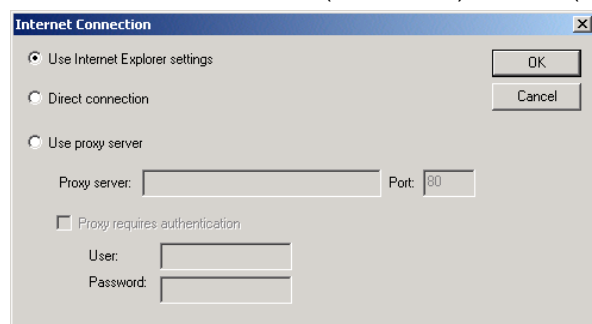 Internet Connection
Use Internet Explorer settings
OK
Direct connection
Cancel
Use proxy server
Proxy server: Port: 80
Proxy requires authentication
User:
Password: